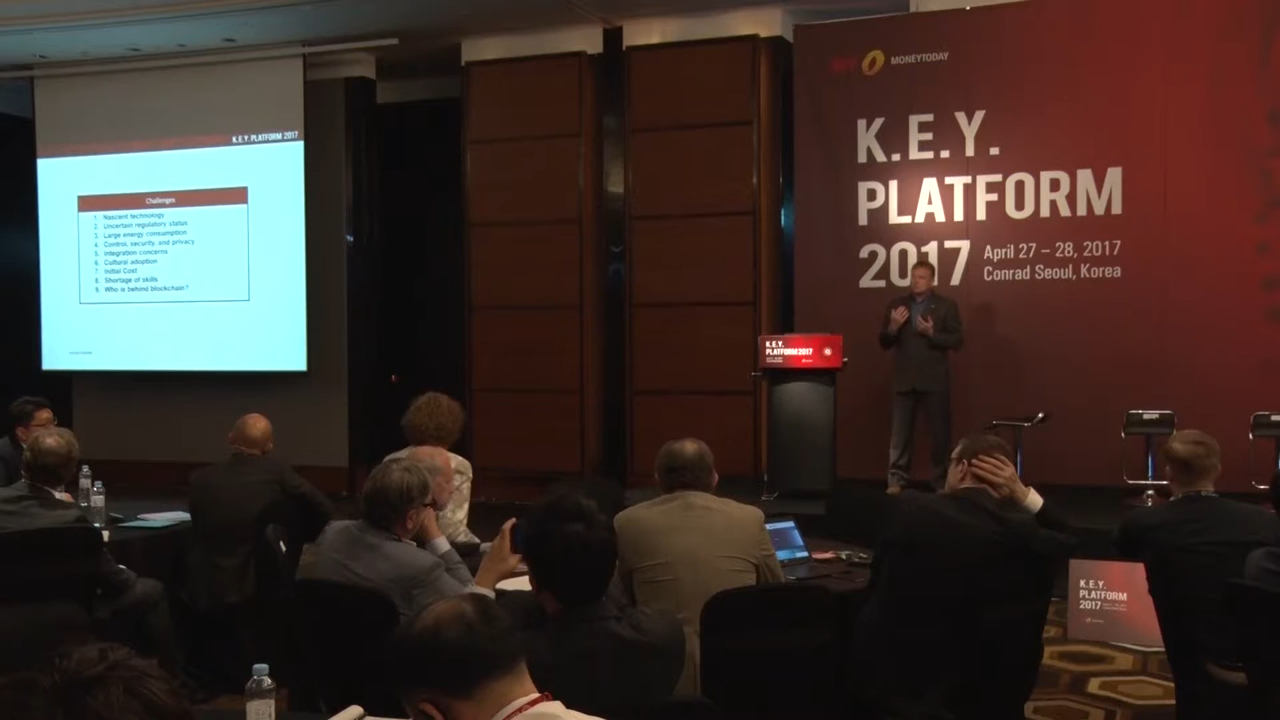 K.E.Y. PLATFORM 2017
Challenges
1. Nascent technology
2. Uncertain regulatory status
3. Large energy consumption
4. Control, security, and privacy
5. Integration concerns
6. Cultural adoption
7. Initial Cost
8. Shortage of skills
9. Who is behind blockchain?
MONEYTODAY
K.E.Y.
PLATFORM
2017
April 27 – 28, 2017
Conrad Seoul, Korea
K.E.Y.
PLATFORM 2017
K.E.Y.
PLATFORM
2017